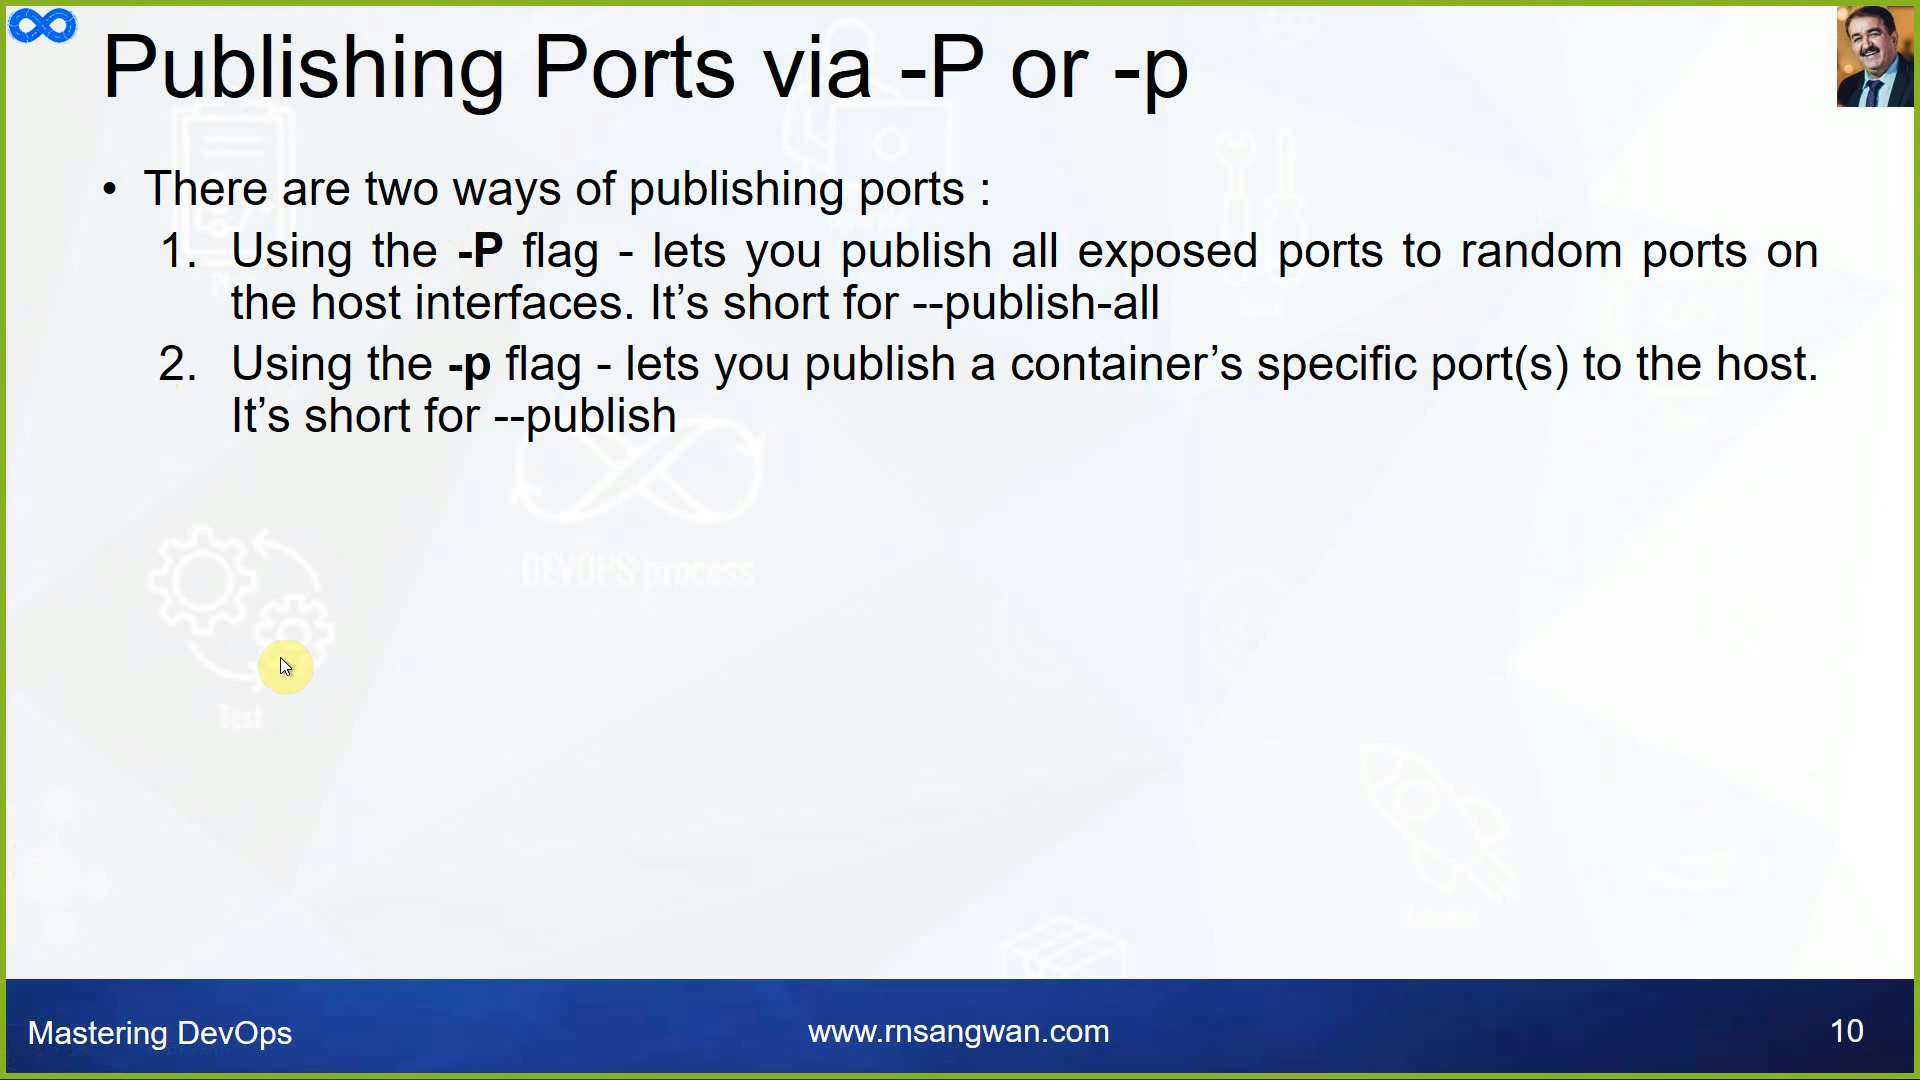 Publishing Ports via -P or -p
• There are two ways of publishing ports :
1. Using the -P flag - lets you publish all exposed ports to random ports on
the host interfaces. It’s short for --publish-all
2. Using the -p flag - lets you publish a container’s specific port(s) to the host.
It’s short for --publish
DEVOPS process
Test
Mastering DevOps
www.rnsangwan.com
10